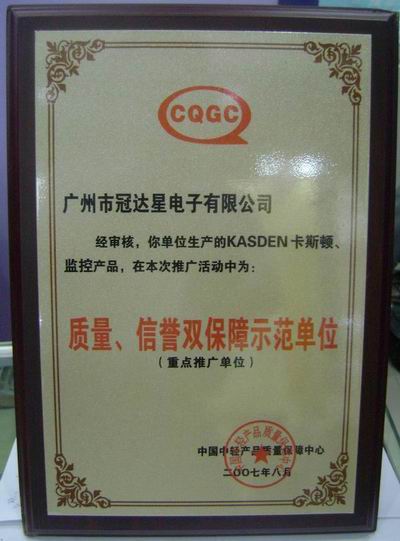 CQGC
广州市冠达星电子有限公司
经审核，你单位生产的KASDEN卡斯顿、
监控产品，在本次推广活动中为：
质量、信誉双保障示范单位
（重点推广单位）
中国中轻产品质量保障中心
二〇〇七年八月